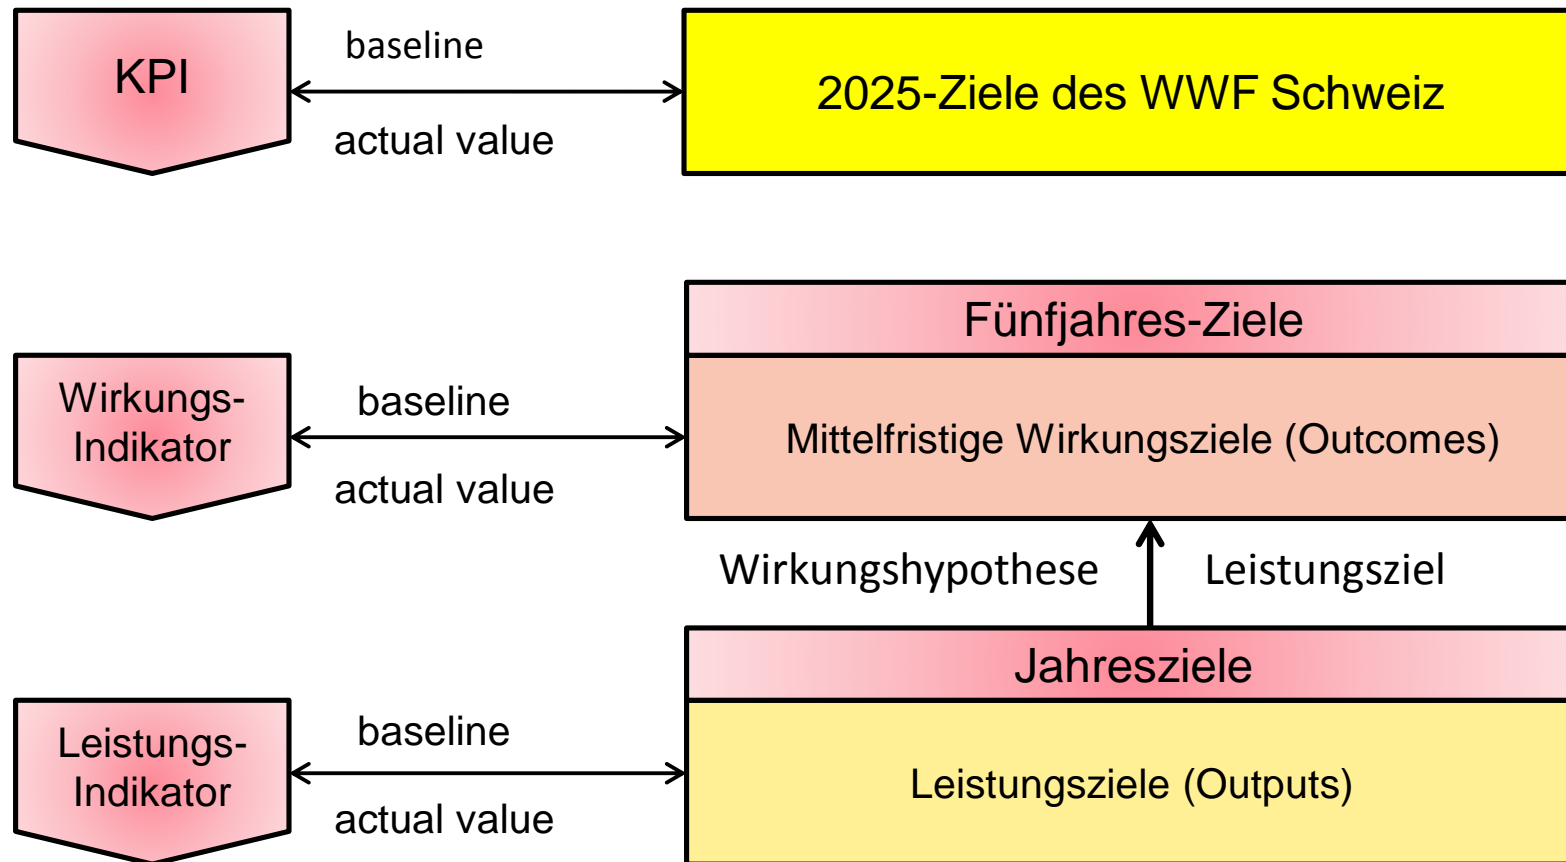 KPI
baseline
actual value
2025-Ziele des WWF Schweiz
Fünfjahres-Ziele
Wirkungs-
Indikator
baseline
actual value
Mittelfristige Wirkungsziele (Outcomes)
Wirkungshypothese
Leistungsziel
Jahresziele
Leistungs-
Indikator
baseline
actual value
Leistungsziele (Outputs)